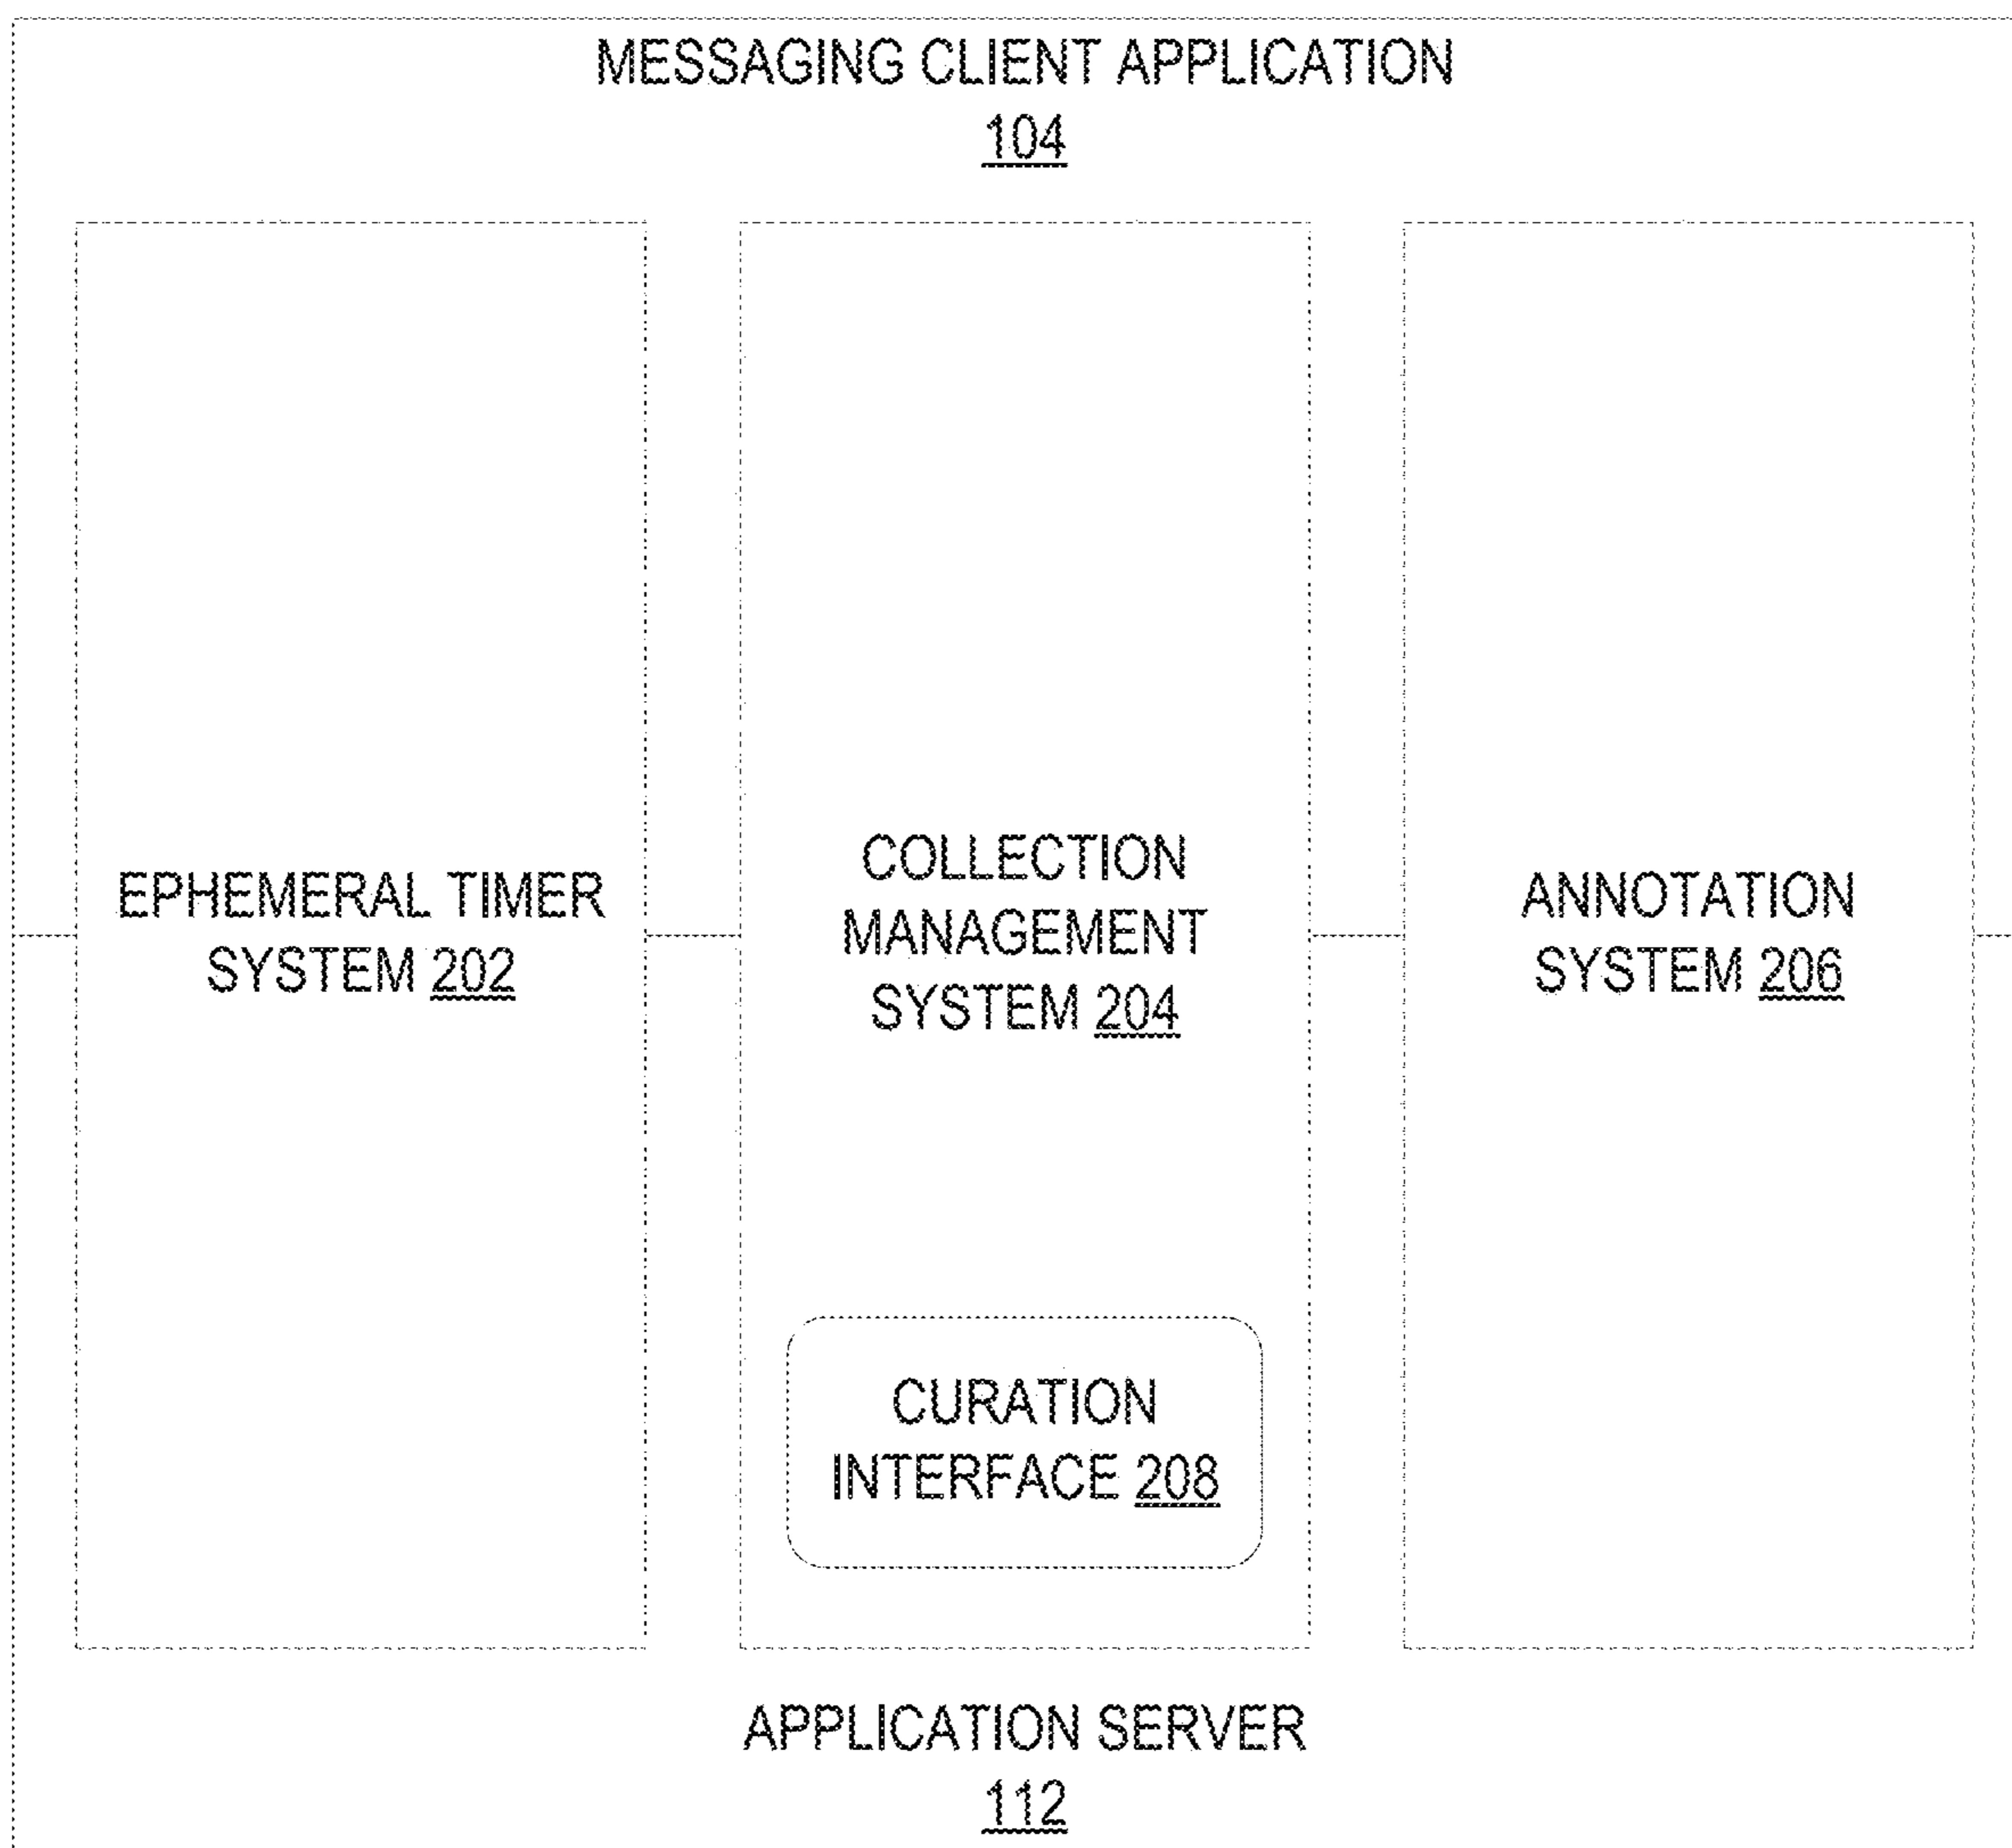 MESSAGING CLIENT APPLICATION
104
EPHEMERAL TIMER
SYSTEM 202
COLLECTION
MANAGEMENT
SYSTEM 204
ANNOTATION
SYSTEM 206
CURATION
INTERFACE 208
APPLICATION SERVER
112